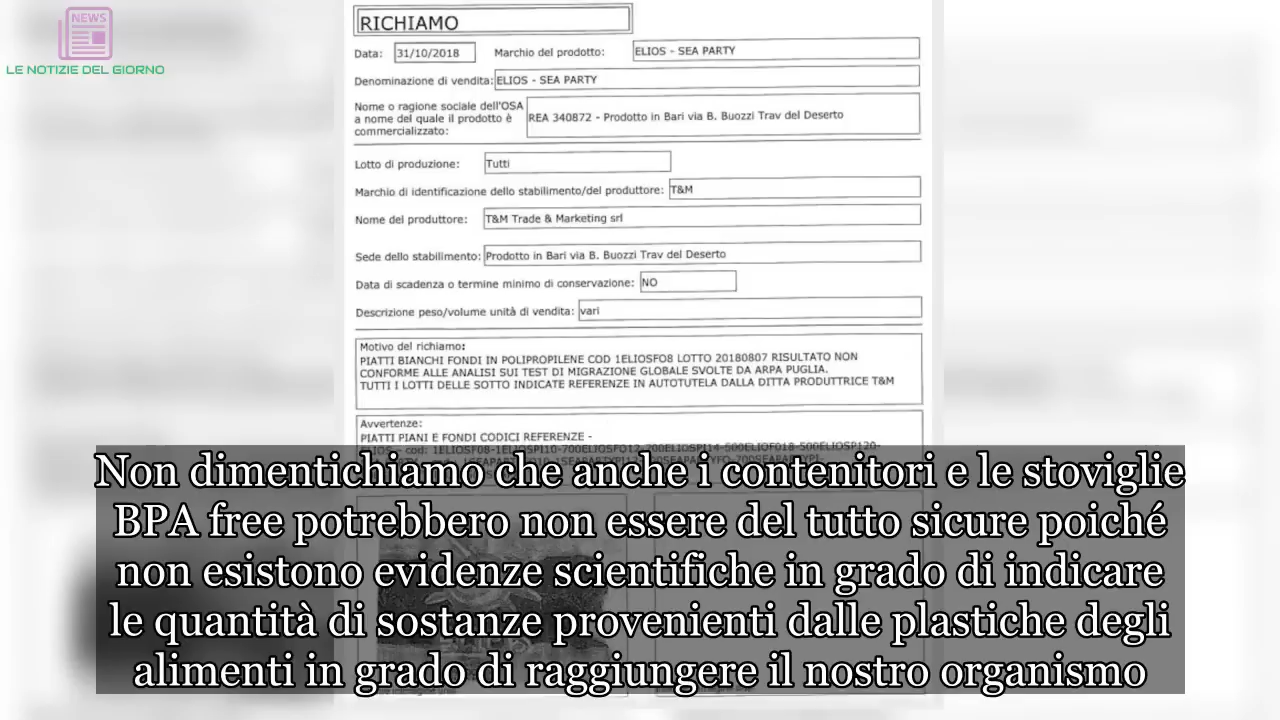 NEWS
LE NOTIZIE DEL GIORNO
RICHIAMO
Data: 31/10/2018 Marchio del prodotto: ELIOS - SEA PARTY
Denominazione di vendita: ELIOS - SEA PARTY
Nome o ragione sociale dell'OSA
a nome del quale il prodotto è
commercializzato:
REA 340872 - Prodotto in Bari via B. Buozzi Trav del Deserto
Lotto di produzione: Tutti
Marchio di identificazione dello stabilimento/del produttore: T&M
Nome del produttore: T&M Trade & Marketing srl
Sede dello stabilimento: Prodotto in Bari via B. Buozzi Trav del Deserto
Data di scadenza o termine minimo di conservazione: NO
Descrizione peso/volume unità di vendita: vari
Motivo del richiamo:
PIATTI BIANCHI FONDI IN POLIPROPILENE COD 1ELIOSFO8 LOTTO 20180807 RISULTATO NON
CONFORME ALLE ANALISI SUI TEST DI MIGRAZIONE GLOBALE SVOLTE DA ARPA PUGLIA.
TUTTI I LOTTI DELLE SOTTO INDICATE REFERENZE IN AUTOTUTELA DALLA DITTA PRODUTTRICE T&M
Avvertenze:
PIATTI PIANI E FONDI CODICI REFERENZE -
Non dimentichiamo che anche i contenitori e le stoviglie
BPA free potrebbero non essere del tutto sicure poiché
non esistono evidenze scientifiche in grado di indicare
le quantità di sostanze provenienti dalle plastiche degli
alimenti in grado di raggiungere il nostro organismo